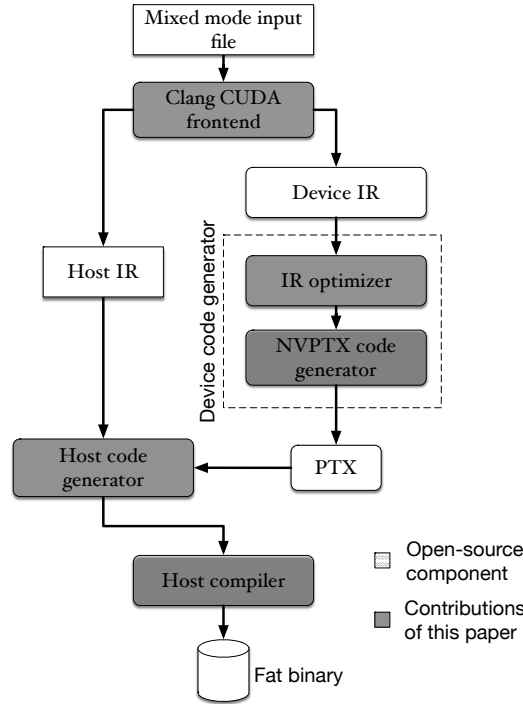 Mixed mode input
file
Clang CUDA
frontend
Device IR
Device code generator
Host IR
IR optimizer
NVPTX code
generator
Host code
generator
PTX
Host compiler
Open-source
component
Contributions
of this paper
Fat binary